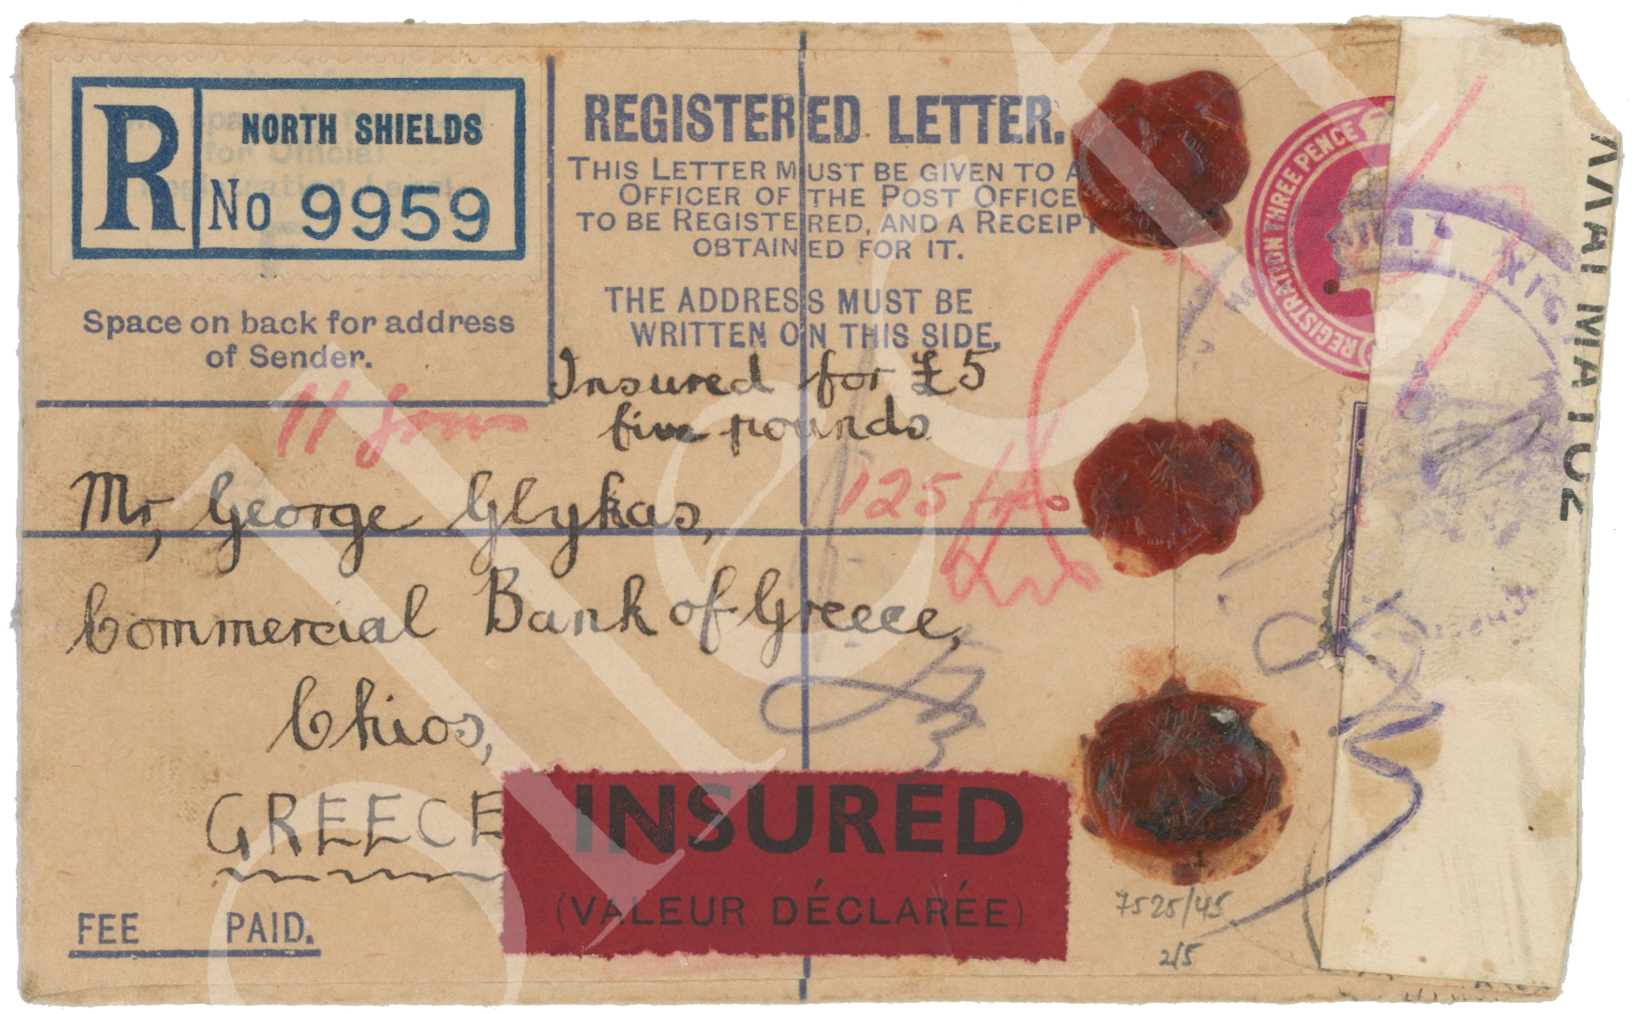 R
NORTH SHIELDS
No 9959
Space on back for address
of Sender.
REGISTERED LETTER.
THIS LETTER MUST BE GIVEN TO A
OFFICER OF THE POST OFFICE
TO BE REGISTERED, AND A RECEIPT
OBTAINED FOR IT.
THE ADDRESS MUST BE
WRITTEN ON THIS SIDE.
REGISTRATION THREE PENCE
Insured for £5
five pounds
11
125 frcs
Mr, George Glykas,
Commercial Bank of Greece,
Chios,
GREECE
INSURED
(VALEUR DÉCLARÉE)
FEE PAID.
7525/45
2/5